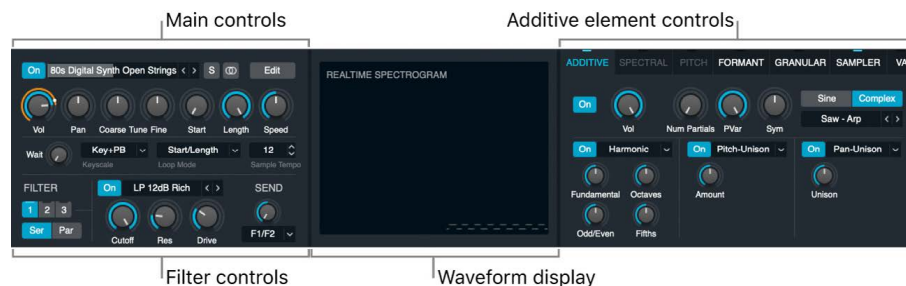 Main controls
Additive element controls
On 80s Digital Synth Open Strings < > S Edit
Vol Pan Coarse Tune Fine Start Length Speed
Wait Key+PB Start/Length 12
Keyscale Loop Mode Sample Tempo
FILTER On LP 12dB Rich < > SEND
1 2 3
Ser Par
Cutoff Res Drive F1/F2
REALTIME SPECTROGRAM
ADDITIVE SPECTRAL PITCH FORMANT GRANULAR SAMPLER VA
On Sine Complex
Vol Num Partials PVar Sym Saw - Arp < >
On Harmonic On Pitch-Unison On Pan-Unison
Fundamental Octaves Amount Unison
Odd/Even Fifths
Filter controls
Waveform display